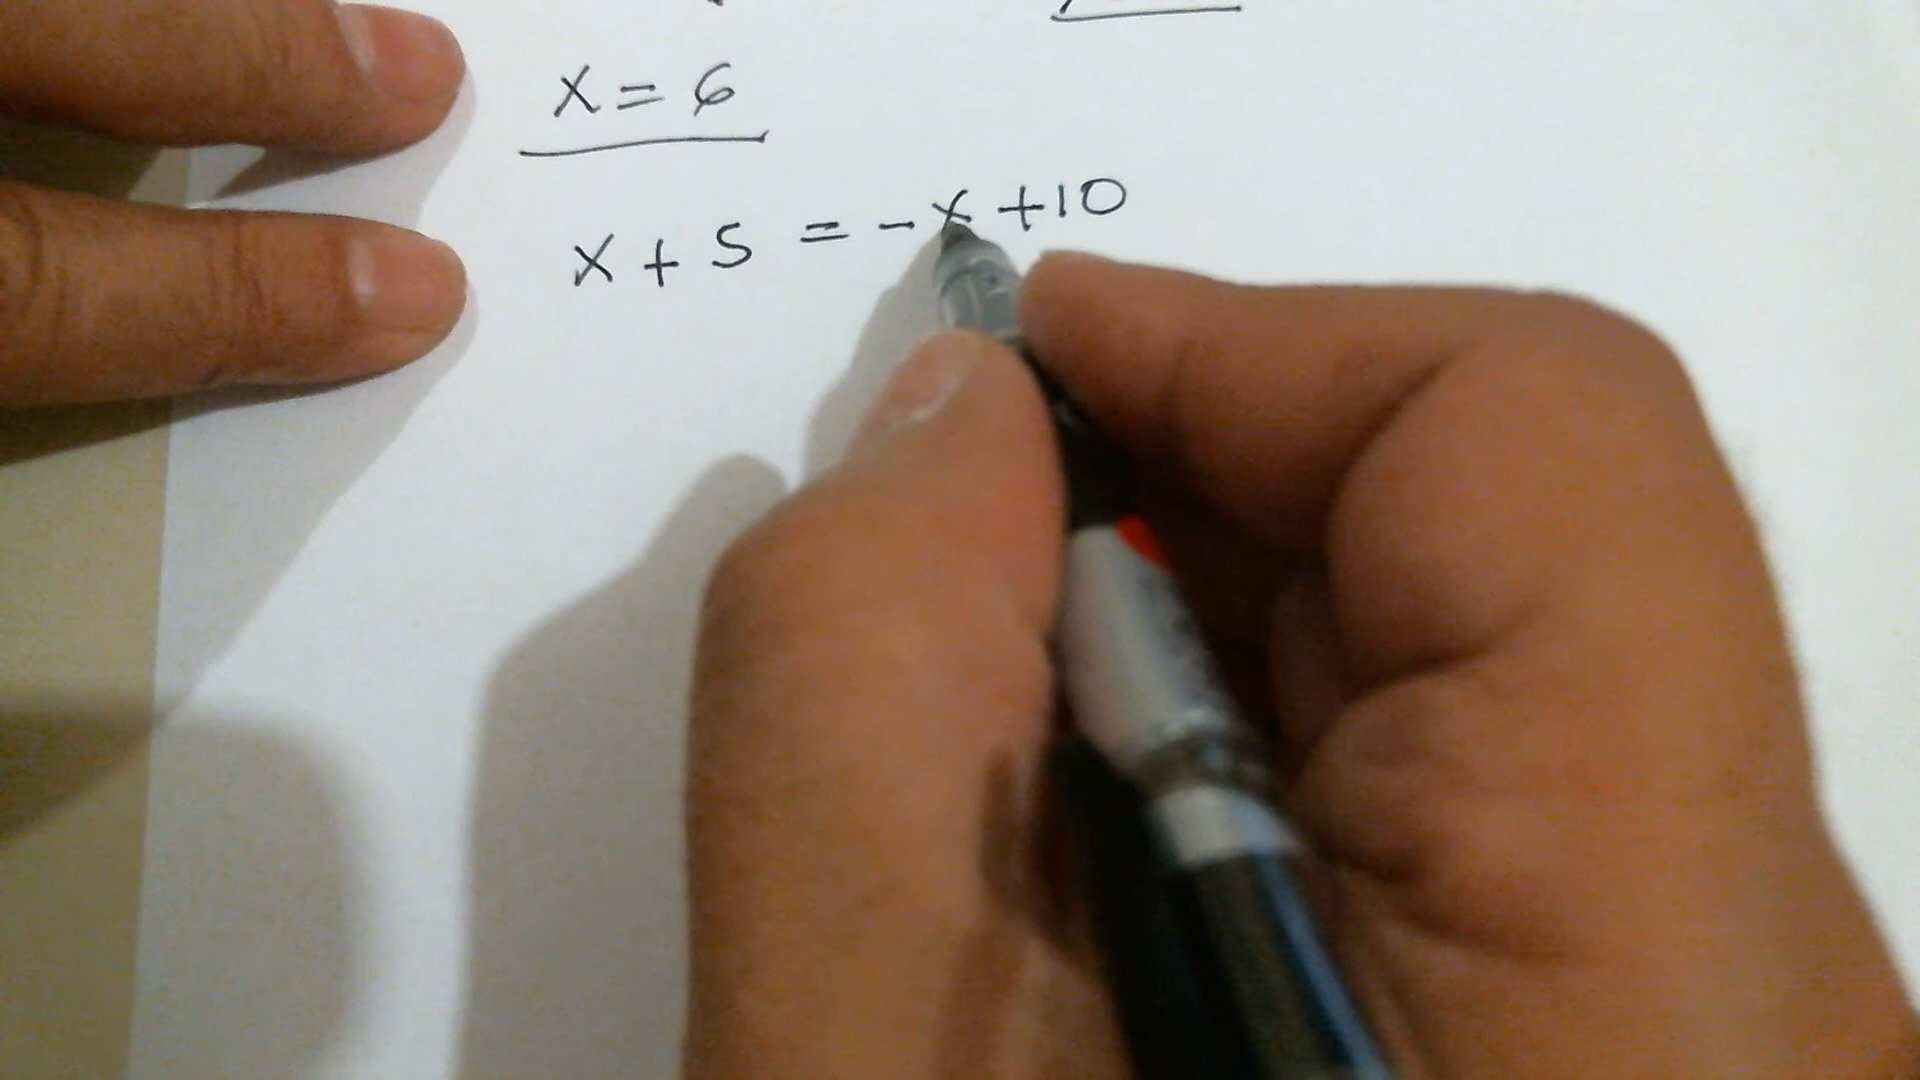 x = 6
x + 5 = -x +10